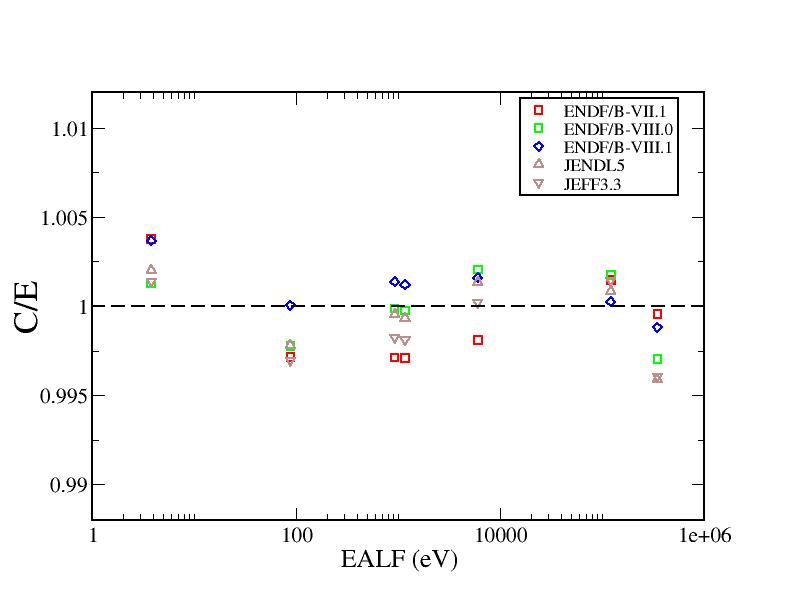 ENDF/B-VII.1
ENDF/B-VIII.0
ENDF/B-VIII.1
JENDL5
JEFF3.3
1.01
1.005
1
0.995
0.99
C/E
1
100
10000
1e+06
EALF (eV)